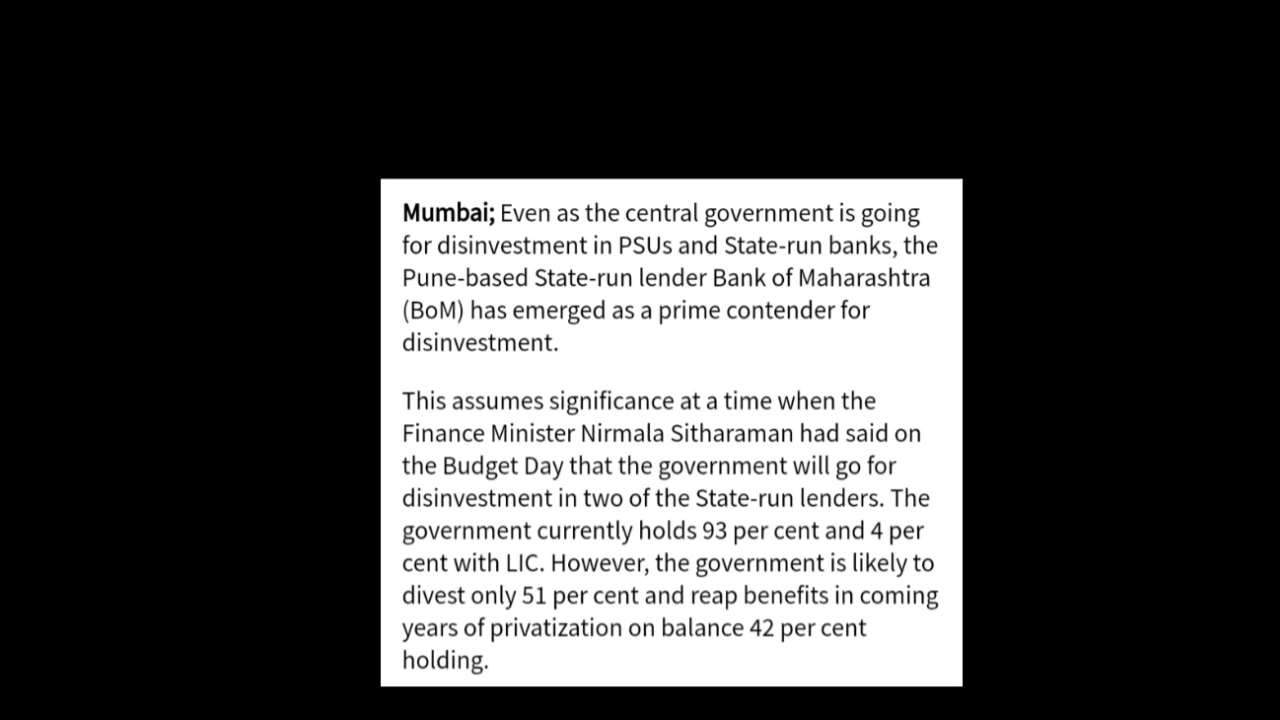 Mumbai; Even as the central government is going
for disinvestment in PSUs and State-run banks, the
Pune-based State-run lender Bank of Maharashtra
(BoM) has emerged as a prime contender for
disinvestment.
This assumes significance at a time when the
Finance Minister Nirmala Sitharaman had said on
the Budget Day that the government will go for
disinvestment in two of the State-run lenders. The
government currently holds 93 per cent and 4 per
cent with LIC. However, the government is likely to
divest only 51 per cent and reap benefits in coming
years of privatization on balance 42 per cent
holding.